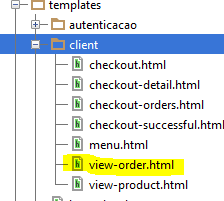 templates
autenticacao
client
checkout.html
checkout-detail.html
checkout-orders.html
checkout-successful.htm
menu.html
view-order.html
view-product.html